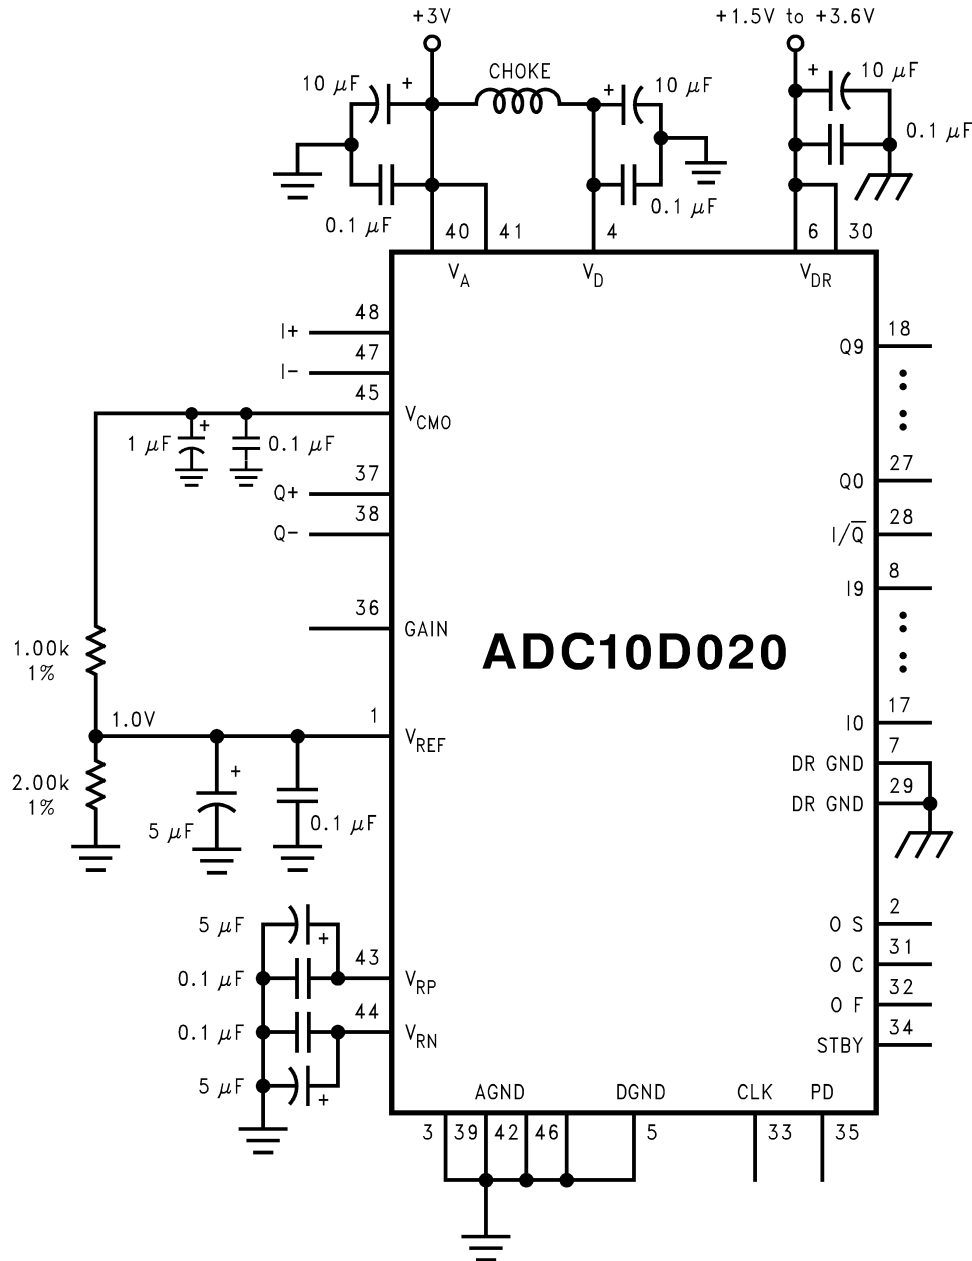 +3V
+1.5V to +3.6V
10 µF +
CHOKE
+ 10 µF
+ 10 µF
0.1 µF
0.1 µF
0.1 µF
40 41
4
6 30
VA
VD
VDR
I+ 48
I- 47
45 VCMO
1 µF + 0.1 µF
Q+ 37
Q- 38
36 GAIN
1.00k
1%
1.0V
1 VREF
2.00k
1%
+
5 µF
0.1 µF
ADC10D020
Q9 18
Q0 27
I/Q̅ 28
I9 8
I0 17
DR GND 7
DR GND 29
5 µF +
0.1 µF 43 VRP
0.1 µF 44 VRN
5 µF +
O S 2
O C 31
O F 32
STBY 34
AGND DGND CLK PD
3 39 42 46 5 33 35